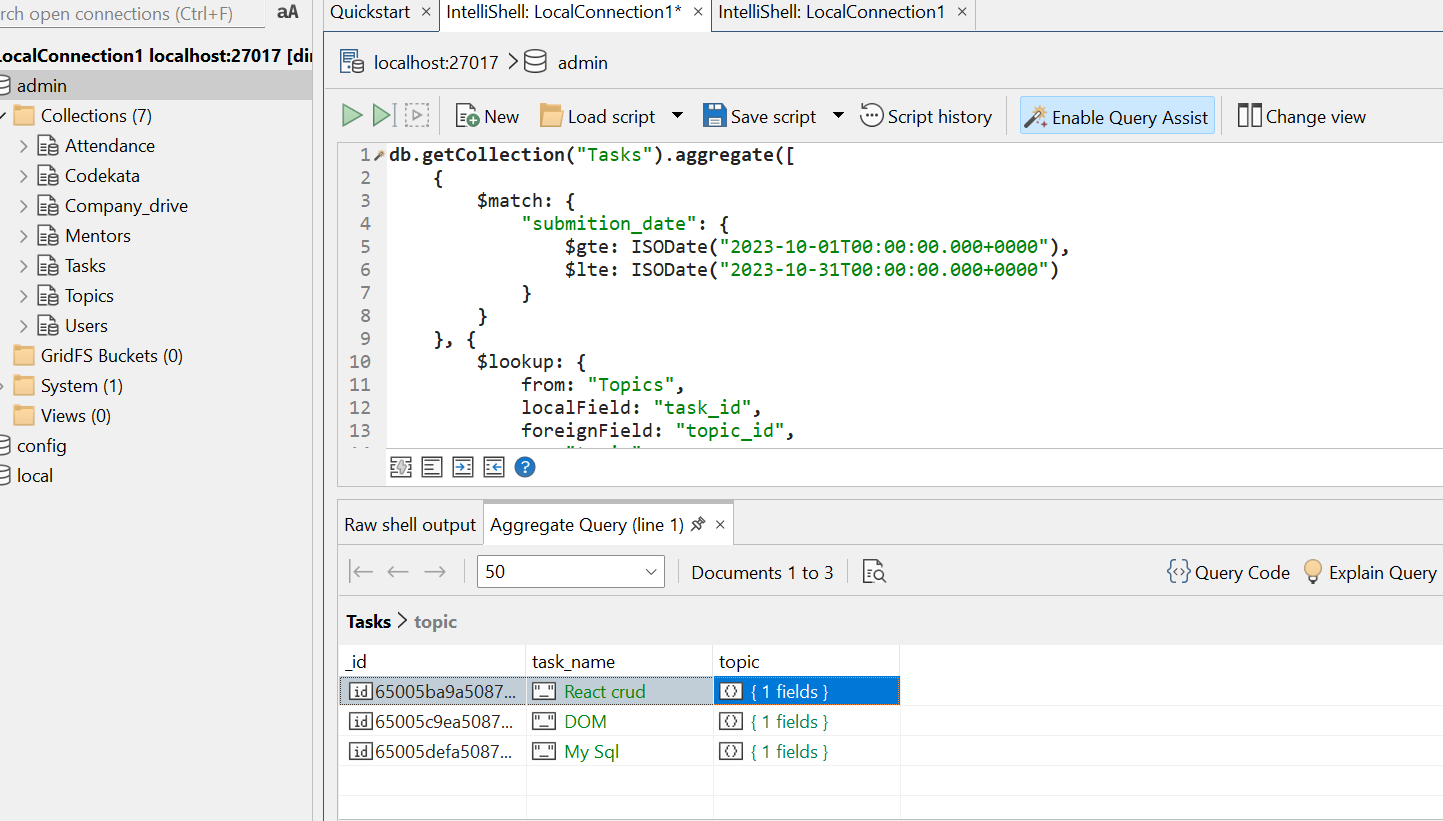 rch open connections (Ctrl+F) aA
LocalConnection1 localhost:27017 [dir
admin
Collections (7)
Attendance
Codekata
Company_drive
Mentors
Tasks
Topics
Users
GridFS Buckets (0)
System (1)
Views (0)
config
local
Quickstart × IntelliShell: LocalConnection1* × IntelliShell: LocalConnection1 ×
localhost:27017 > admin
New Load script Save script Script history Enable Query Assist Change view
1 db.getCollection("Tasks").aggregate([
2 {
3 $match: {
4 "submition_date": {
5 $gte: ISODate("2023-10-01T00:00:00.000+0000"),
6 $lte: ISODate("2023-10-31T00:00:00.000+0000")
7 }
8 }
9 }, {
10 $lookup: {
11 from: "Topics",
12 localField: "task_id",
13 foreignField: "topic_id",
?
Raw shell output Aggregate Query (line 1) ×
50 Documents 1 to 3 Query Code Explain Query
Tasks > topic
_id task_name topic
id 65005ba9a5087... "_" React crud { 1 fields }
id 65005c9ea5087... "_" DOM { 1 fields }
id 65005defa5087... "_" My Sql { 1 fields }